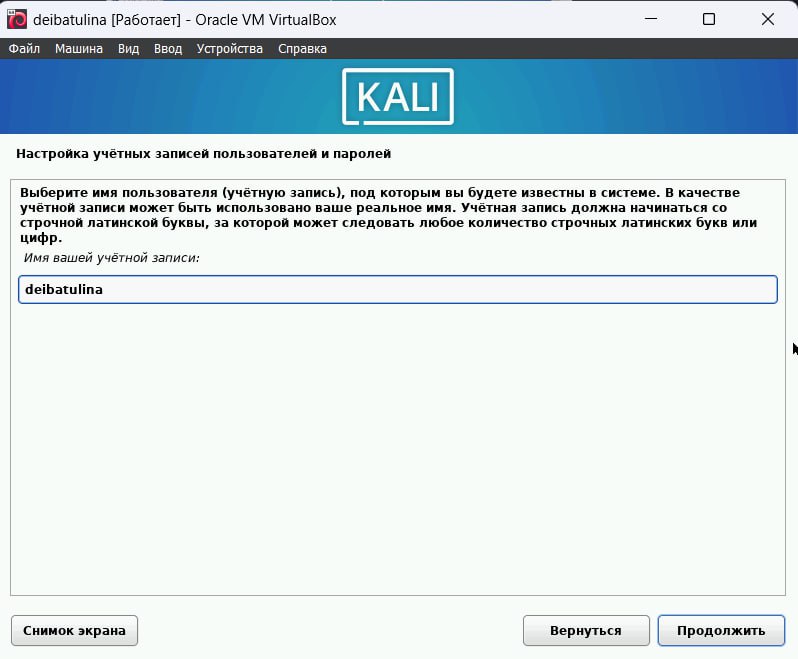 deibatulina [Работает] - Oracle VM VirtualBox
Файл Машина Вид Ввод Устройства Справка
KALI
Настройка учётных записей пользователей и паролей
Выберите имя пользователя (учётную запись), под которым вы будете известны в системе. В качестве
учётной записи может быть использовано ваше реальное имя. Учётная запись должна начинаться со
строчной латинской буквы, за которой может следовать любое количество строчных латинских букв или
цифр.
Имя вашей учётной записи:
deibatulina
Снимок экрана Вернуться Продолжить